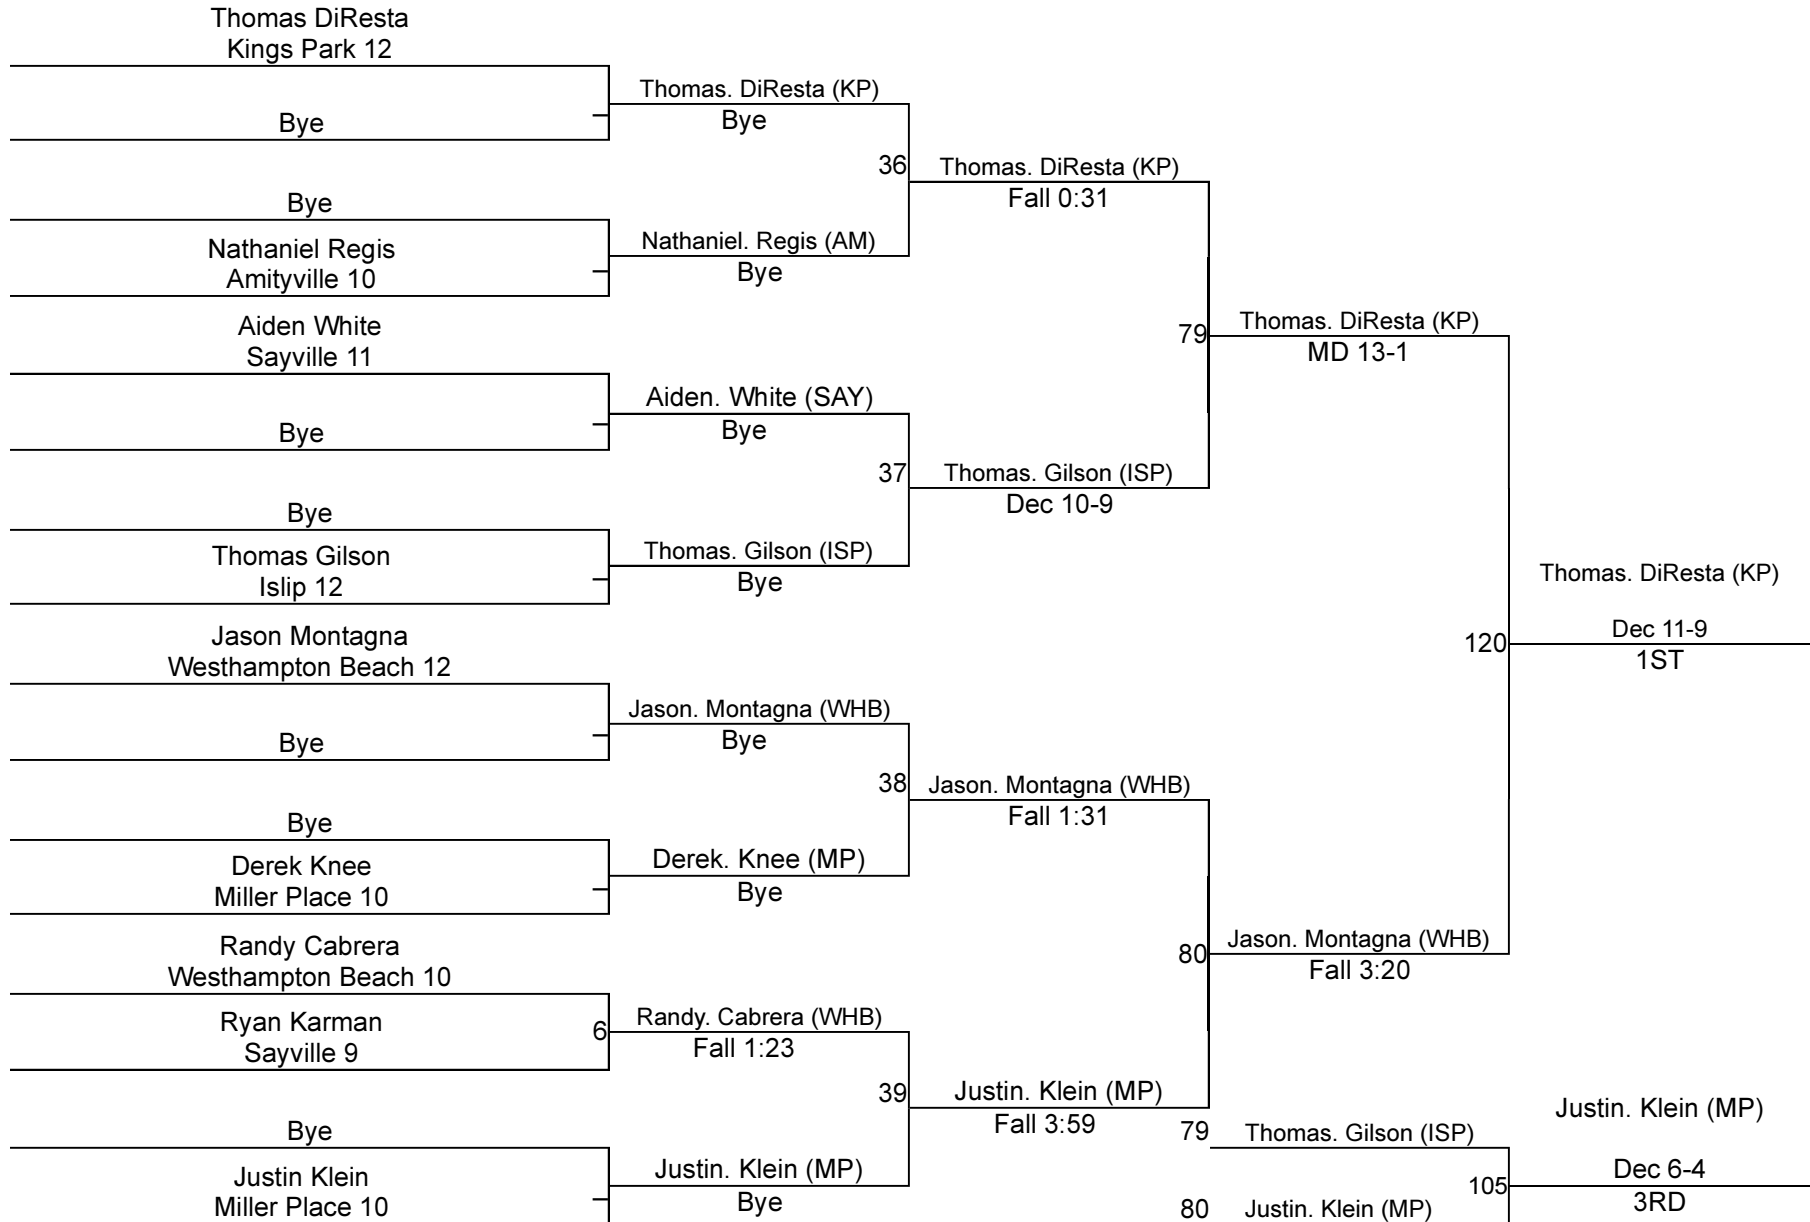 Thomas DiResta
Kings Park 12
Bye
Bye
Nathaniel Regis
Amityville 10
Aiden White
Sayville 11
Bye
Bye
Thomas Gilson
Islip 12
Jason Montagna
Westhampton Beach 12
Bye
Bye
Derek Knee
Miller Place 10
Randy Cabrera
Westhampton Beach 10
Ryan Karman
Sayville 9
6
Bye
Justin Klein
Miller Place 10
Thomas. DiResta (KP)
Bye
36
Nathaniel. Regis (AM)
Bye
Aiden. White (SAY)
Bye
37
Thomas. Gilson (ISP)
Bye
Jason. Montagna (WHB)
Bye
38
Derek. Knee (MP)
Bye
Randy. Cabrera (WHB)
Fall 1:23
39
Justin. Klein (MP)
Bye
Thomas. DiResta (KP)
Fall 0:31
79
Thomas. Gilson (ISP)
Dec 10-9
Jason. Montagna (WHB)
Fall 1:31
80
Justin. Klein (MP)
Fall 3:59
Thomas. DiResta (KP)
MD 13-1
120
Jason. Montagna (WHB)
Fall 3:20
Thomas. DiResta (KP)
Dec 11-9
1ST
79 Thomas. Gilson (ISP)
105
80 Justin. Klein (MP)
Justin. Klein (MP)
Dec 6-4
3RD